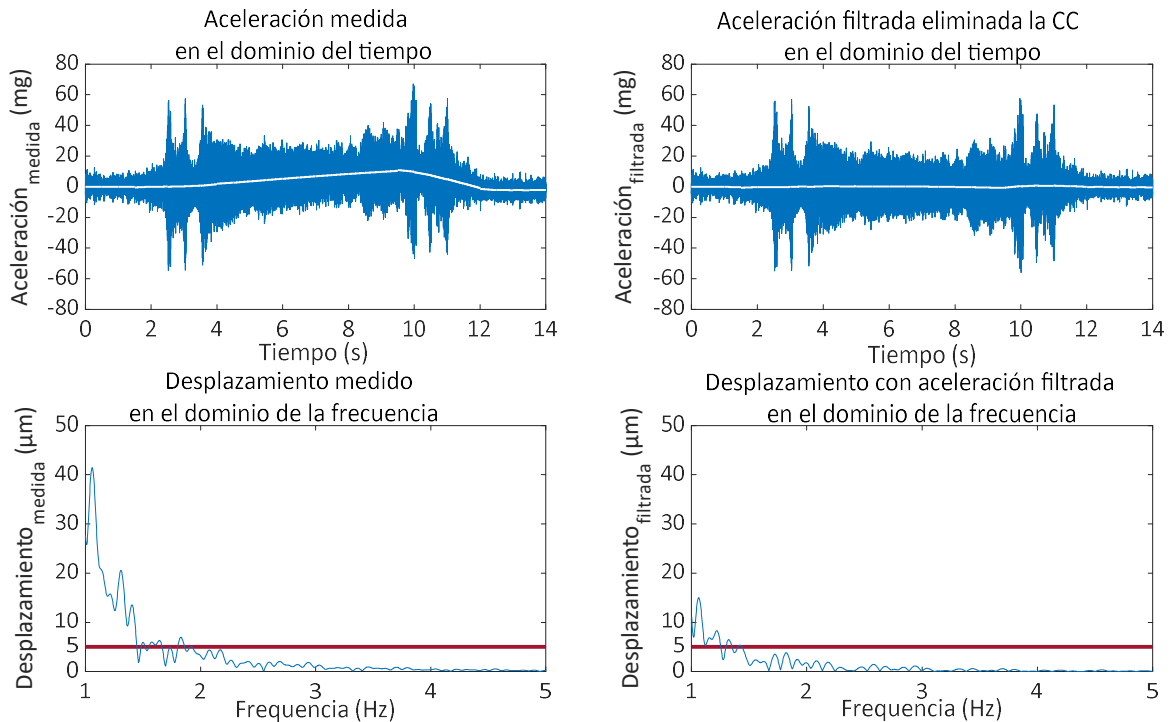 Aceleración medida
en el dominio del tiempo
Aceleración_medida (mg)
80
60
40
20
0
-20
-40
-60
-80
0 2 4 6 8 10 12 14
Tiempo (s)
Aceleración filtrada eliminada la CC
en el dominio del tiempo
Aceleración_filtrada (mg)
80
60
40
20
0
-20
-40
-60
-80
0 2 4 6 8 10 12 14
Tiempo (s)
Desplazamiento medido
en el dominio de la frecuencia
Desplazamiento_medida (μm)
50
40
30
20
10
5
0
1 2 3 4 5
Frequencia (Hz)
Desplazamiento con aceleración filtrada
en el dominio de la frecuencia
Desplazamiento_filtrada (μm)
50
40
30
20
10
5
0
1 2 3 4 5
Frequencia (Hz)